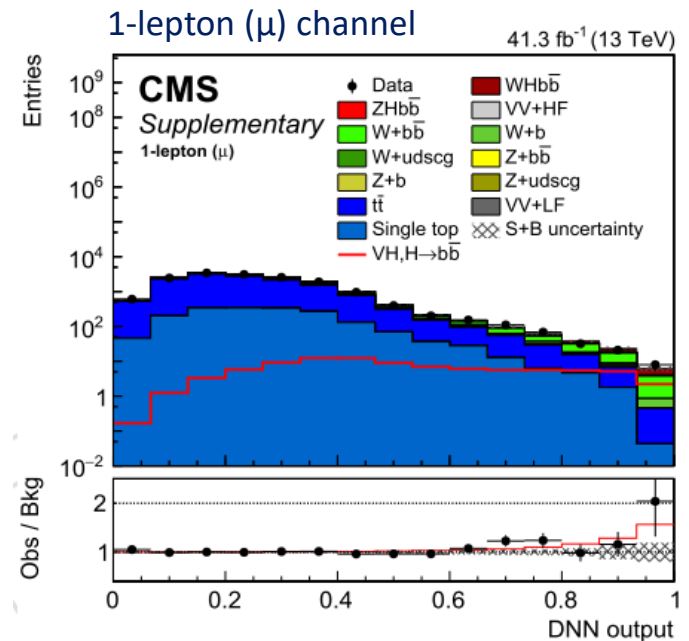 1-lepton (μ) channel
41.3 fb⁻¹ (13 TeV)
Entries
10⁹
10⁸
10⁶
10⁴
10²
1
10⁻²
CMS
Supplementary
1-lepton (μ)
Data
WHbb̅
ZHbb̅
VV+HF
W+bb̅
W+b
W+udscg
Z+bb̅
Z+b
Z+udscg
tt̅
VV+LF
Single top
S+B uncertainty
VH,H→bb̅
Obs / Bkg
2
1
0
0.2
0.4
0.6
0.8
1
DNN output